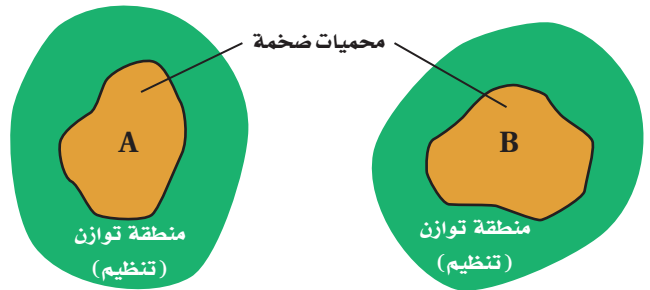 محميات ضخمة
A
B
منطقة توازن
(تنظيم)
منطقة توازن
(تنظيم)